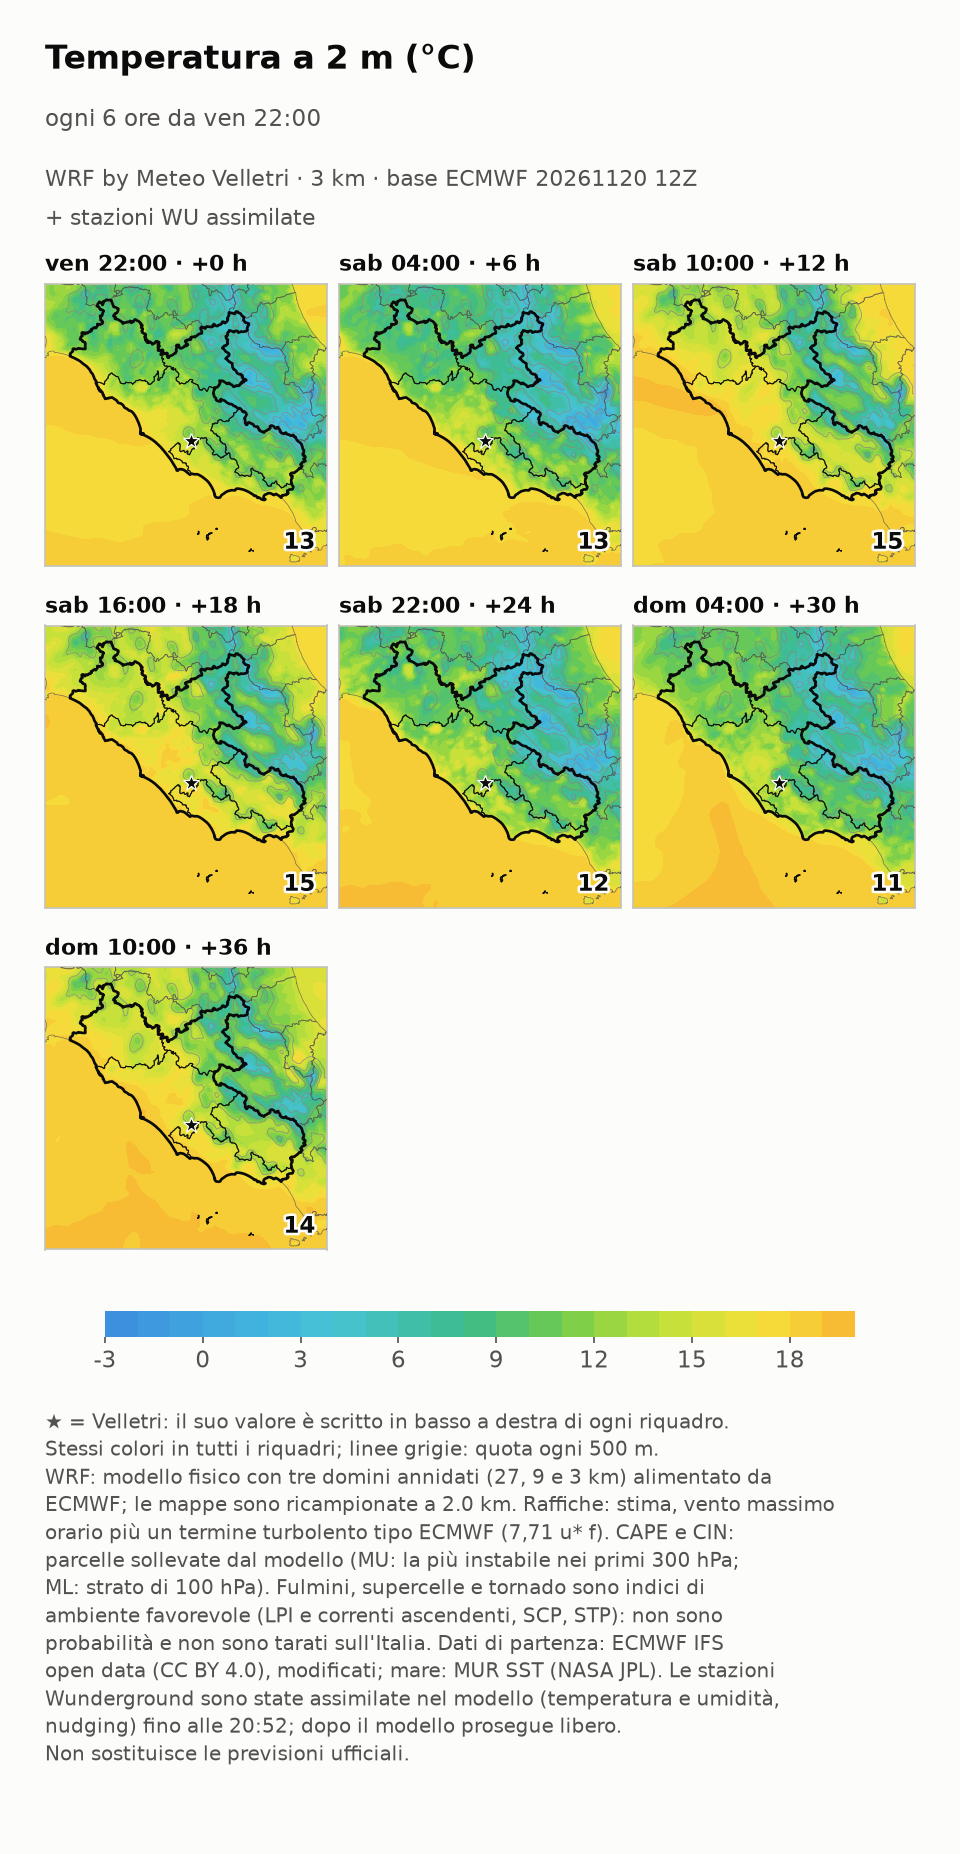 Temperatura a 2 m (°C)
ogni 6 ore da ven 22:00
WRF by Meteo Velletri · 3 km · base ECMWF 20261120 12Z
+ stazioni WU assimilate
ven 22:00 · +0 h
sab 04:00 · +6 h
sab 10:00 · +12 h
13
13
15
sab 16:00 · +18 h
sab 22:00 · +24 h
dom 04:00 · +30 h
15
12
11
dom 10:00 · +36 h
14
-3 0 3 6 9 12 15 18
★ = Velletri: il suo valore è scritto in basso a destra di ogni riquadro.
Stessi colori in tutti i riquadri; linee grigie: quota ogni 500 m.
WRF: modello fisico con tre domini annidati (27, 9 e 3 km) alimentato da
ECMWF; le mappe sono ricampionate a 2.0 km. Raffiche: stima, vento massimo
orario più un termine turbolento tipo ECMWF (7,71 u* f). CAPE e CIN:
parcelle sollevate dal modello (MU: la più instabile nei primi 300 hPa;
ML: strato di 100 hPa). Fulmini, supercelle e tornado sono indici di
ambiente favorevole (LPI e correnti ascendenti, SCP, STP): non sono
probabilità e non sono tarati sull'Italia. Dati di partenza: ECMWF IFS
open data (CC BY 4.0), modificati; mare: MUR SST (NASA JPL). Le stazioni
Wunderground sono state assimilate nel modello (temperatura e umidità,
nudging) fino alle 20:52; dopo il modello prosegue libero.
Non sostituisce le previsioni ufficiali.